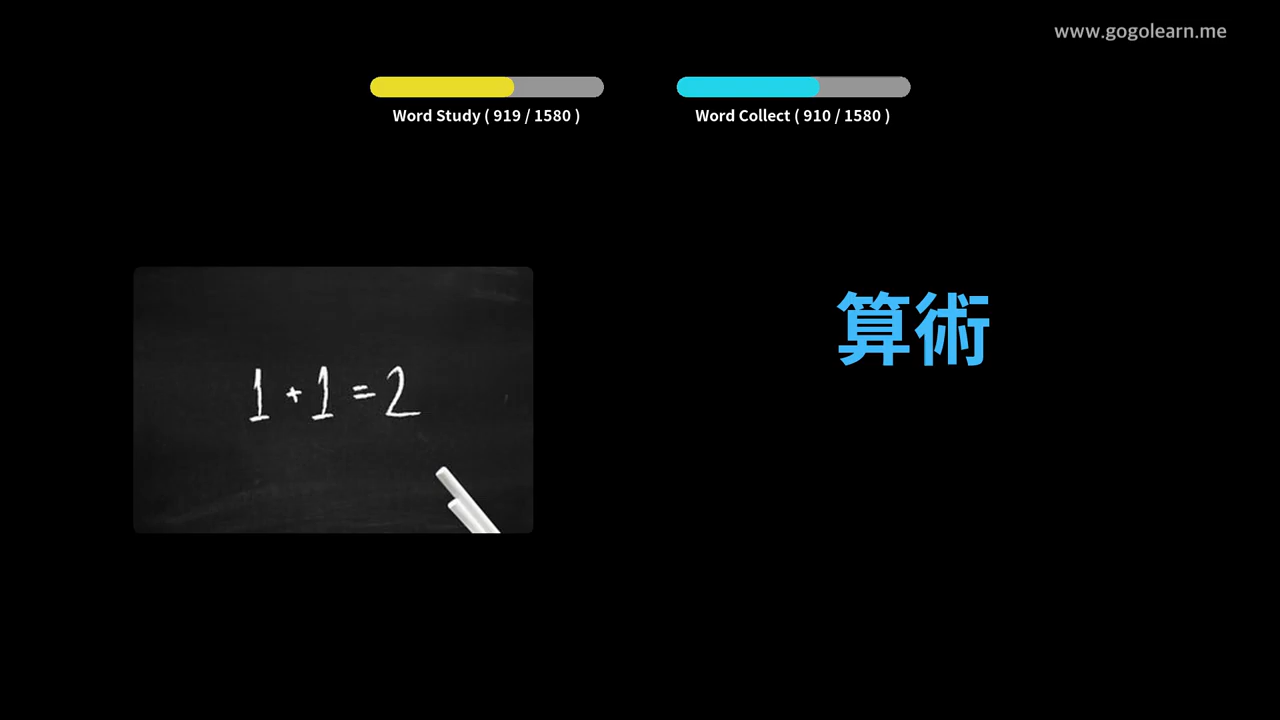 www.gogolearn.me
Word Study ( 919 / 1580 )
Word Collect ( 910 / 1580 )
算術
1 + 1 = 2